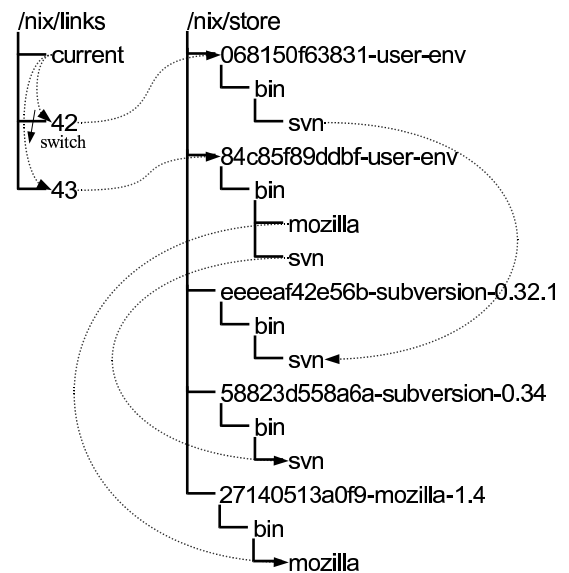 /nix/links
current
42
switch
43
/nix/store
068150f63831-user-env
bin
svn
84c85f89ddbf-user-env
bin
mozilla
svn
eeeeaf42e56b-subversion-0.32.1
bin
svn
58823d558a6a-subversion-0.34
bin
svn
27140513a0f9-mozilla-1.4
bin
mozilla